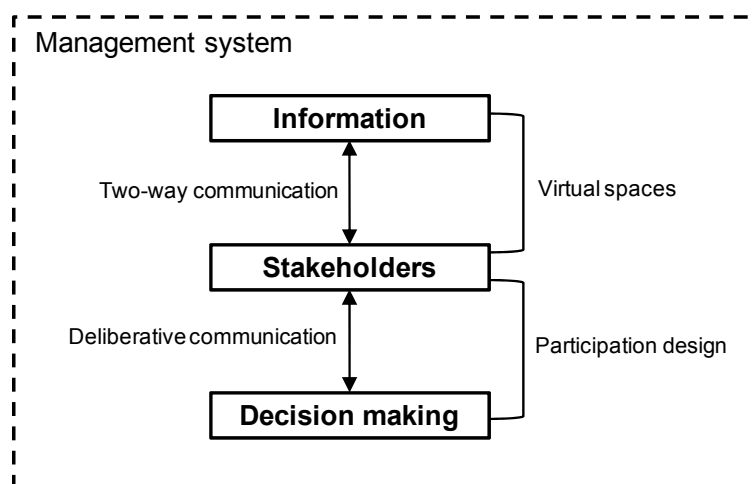 Management system
Information
Two-way communication
Virtual spaces
Stakeholders
Deliberative communication
Participation design
Decision making